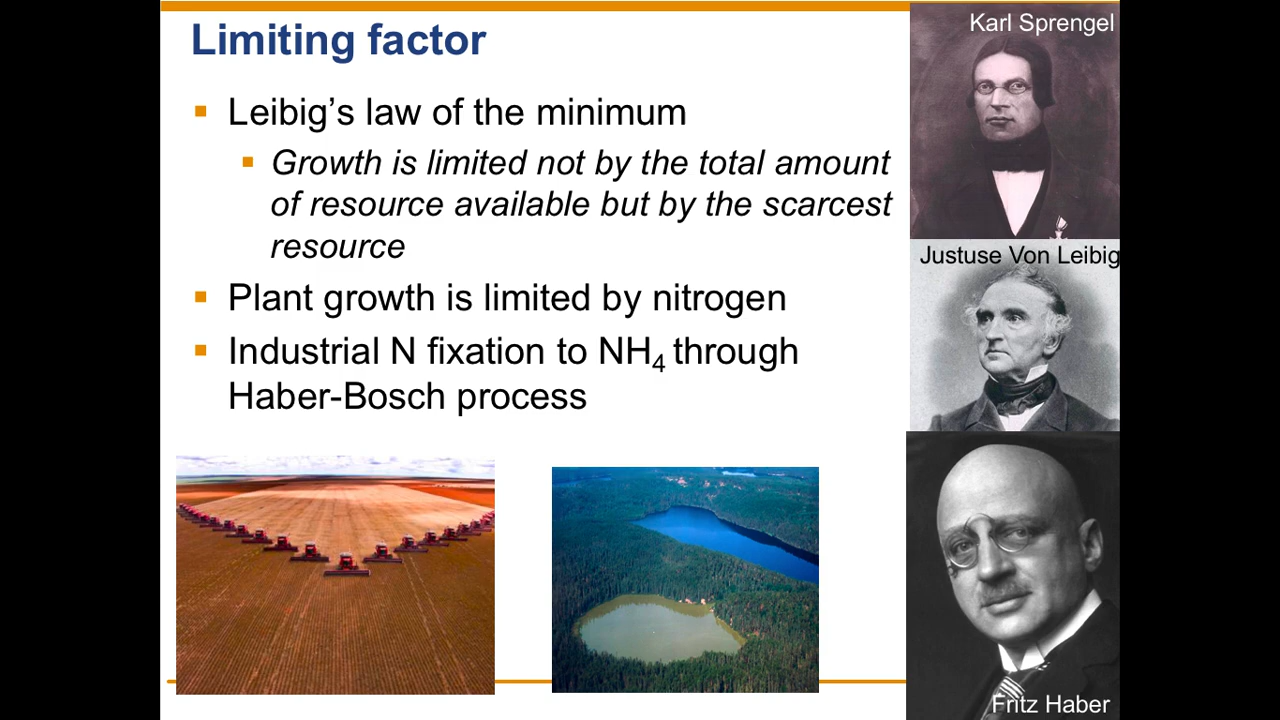 Limiting factor
Leibig’s law of the minimum
Growth is limited not by the total amount
of resource available but by the scarcest
resource
Plant growth is limited by nitrogen
Industrial N fixation to NH₄ through
Haber-Bosch process
Karl Sprengel
Justuse Von Leibig
Fritz Haber